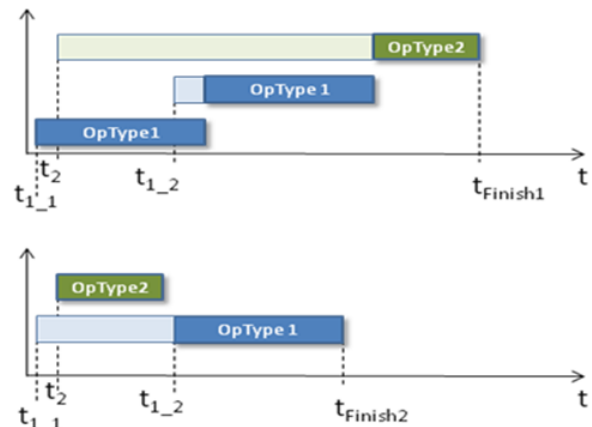 OpType2
OpType 1
OpType1
t2
t1_2
t1_1
tFinish1
t
OpType2
OpType 1
t2
t1_2
t1_1
tFinish2
t